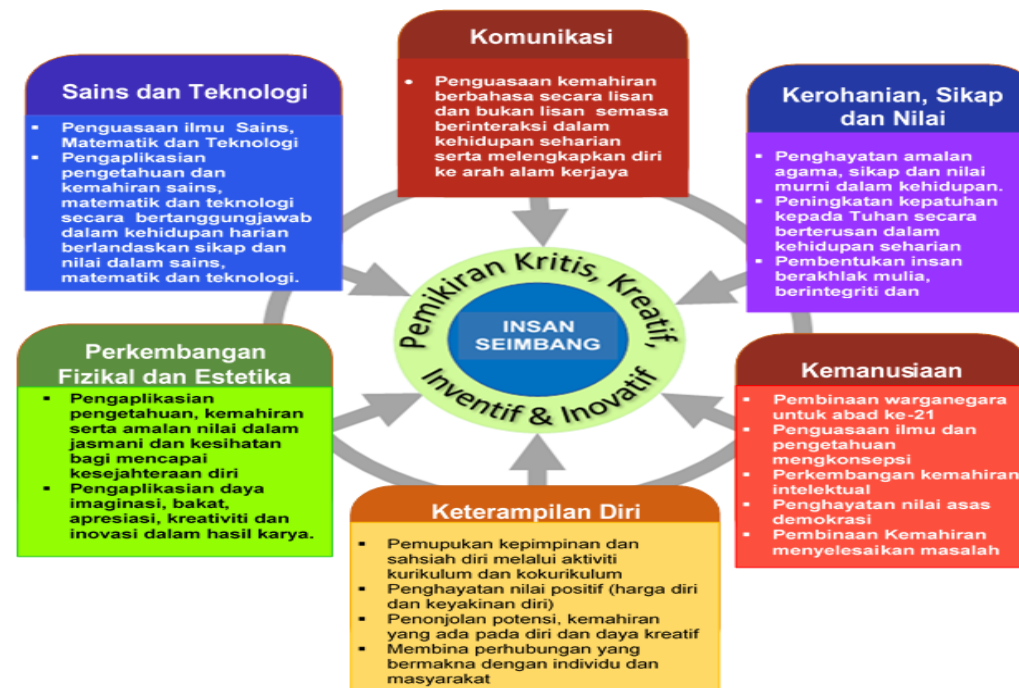 Komunikasi
Penguasaan kemahiran
berbahasa secara lisan
dan bukan lisan semasa
berinteraksi dalam
kehidupan seharian
serta melengkapkan diri
ke arah alam kerjaya
Sains dan Teknologi
Penguasaan ilmu Sains,
Matematik dan Teknologi
Pengaplikasian
pengetahuan dan
kemahiran sains,
matematik dan teknologi
secara bertanggungjawab
dalam kehidupan harian
berlandaskan sikap dan
nilai dalam sains,
matematik dan teknologi.
Kerohanian, Sikap
dan Nilai
Penghayatan amalan
agama, sikap dan nilai
murni dalam kehidupan.
Peningkatan kepatuhan
kepada Tuhan secara
berterusan dalam
kehidupan seharian
Pembentukan insan
berakhlak mulia,
berintegriti dan
Pemikiran Kritis, Kreatif,
Inventif & Inovatif
INSAN
SEIMBANG
Perkembangan
Fizikal dan Estetika
Pengaplikasian
pengetahuan, kemahiran
serta amalan nilai dalam
jasmani dan kesihatan
bagi mencapai
kesejahteraan diri
Pengaplikasian daya
imaginasi, bakat,
apresiasi, kreativiti dan
inovasi dalam hasil karya.
Kemanusiaan
Pembinaan warganegara
untuk abad ke-21
Penguasaan ilmu dan
pengetahuan
mengkonsepsi
Perkembangan kemahiran
intelektual
Penghayatan nilai asas
demokrasi
Pembinaan Kemahiran
menyelesaikan masalah
Keterampilan Diri
Pemupukan kepimpinan dan
sahsiah diri melalui aktiviti
kurikulum dan kokurikulum
Penghayatan nilai positif (harga diri
dan keyakinan diri)
Penonjolan potensi, kemahiran
yang ada pada diri dan daya kreatif
Membina perhubungan yang
bermakna dengan individu dan
masyarakat